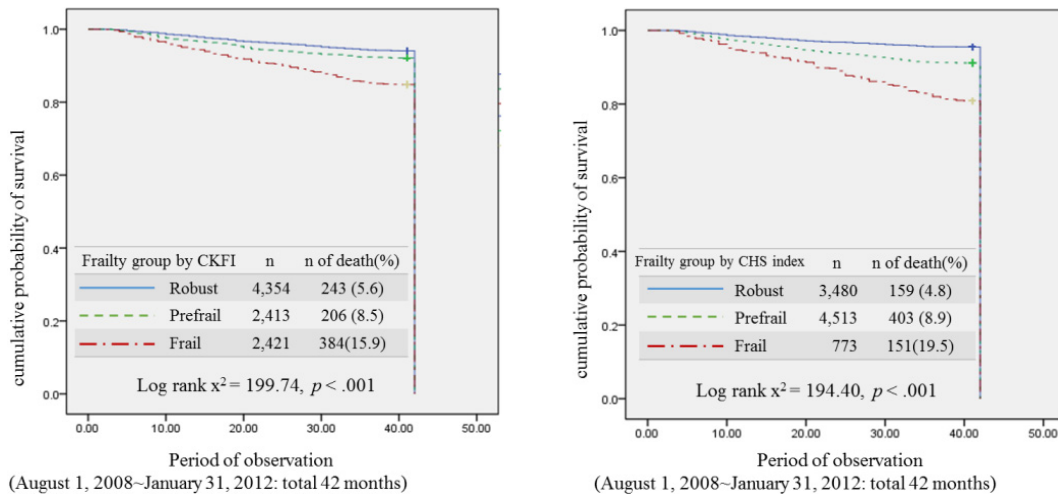 cumulative probability of survival
1.0
0.8
0.6
0.4
0.2
0.0
Frailty group by CKFI n n of death(%)
Robust 4,354 243 (5.6)
Prefrail 2,413 206 (8.5)
Frail 2,421 384(15.9)
Log rank x² = 199.74, p < .001
0.00 10.00 20.00 30.00 40.00 50.00
Period of observation
(August 1, 2008~January 31, 2012: total 42 months)
cumulative probability of survival
1.0
0.8
0.6
0.4
0.2
0.0
Frailty group by CHS index n n of death(%)
Robust 3,480 159 (4.8)
Prefrail 4,513 403 (8.9)
Frail 773 151(19.5)
Log rank x² = 194.40, p < .001
0.00 10.00 20.00 30.00 40.00 50.00
Period of observation
(August 1, 2008~January 31, 2012: total 42 months)